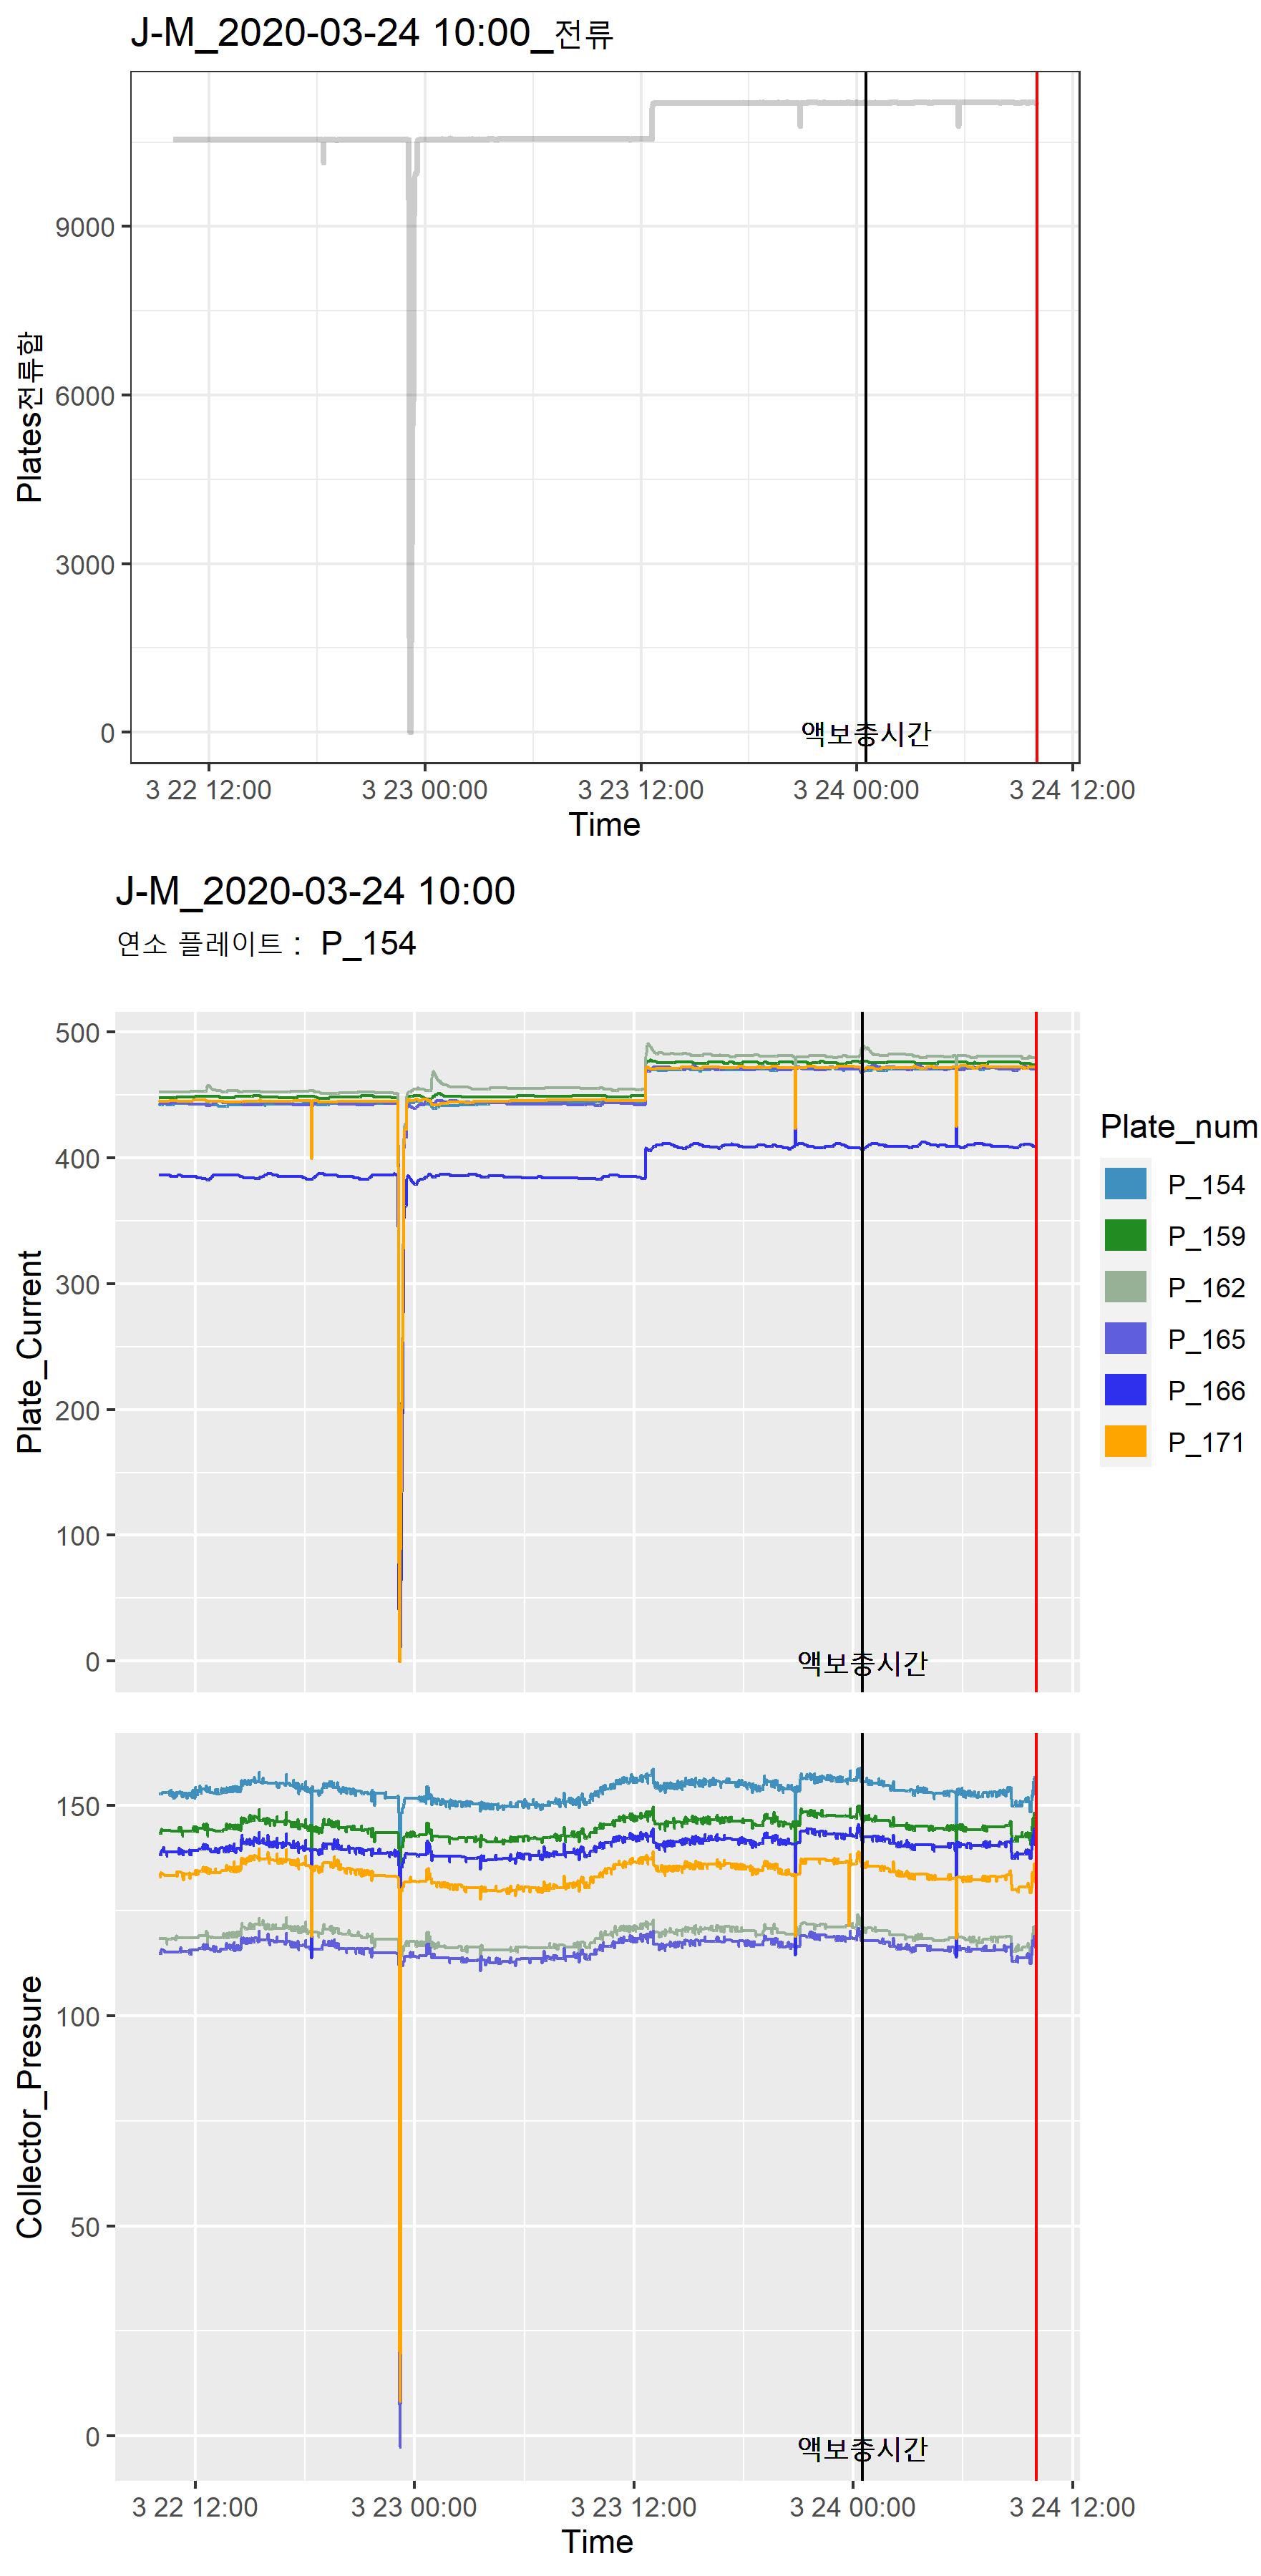 J-M_2020-03-24 10:00_전류
Plates전류합
9000
6000
3000
0
액보충시간
3 22 12:00
3 23 00:00
3 23 12:00
3 24 00:00
3 24 12:00
Time
J-M_2020-03-24 10:00
연소 플레이트 : P_154
Plate_Current
500
400
300
200
100
0
액보충시간
Plate_num
P_154
P_159
P_162
P_165
P_166
P_171
Collector_Presure
150
100
50
0
액보충시간
3 22 12:00
3 23 00:00
3 23 12:00
3 24 00:00
3 24 12:00
Time